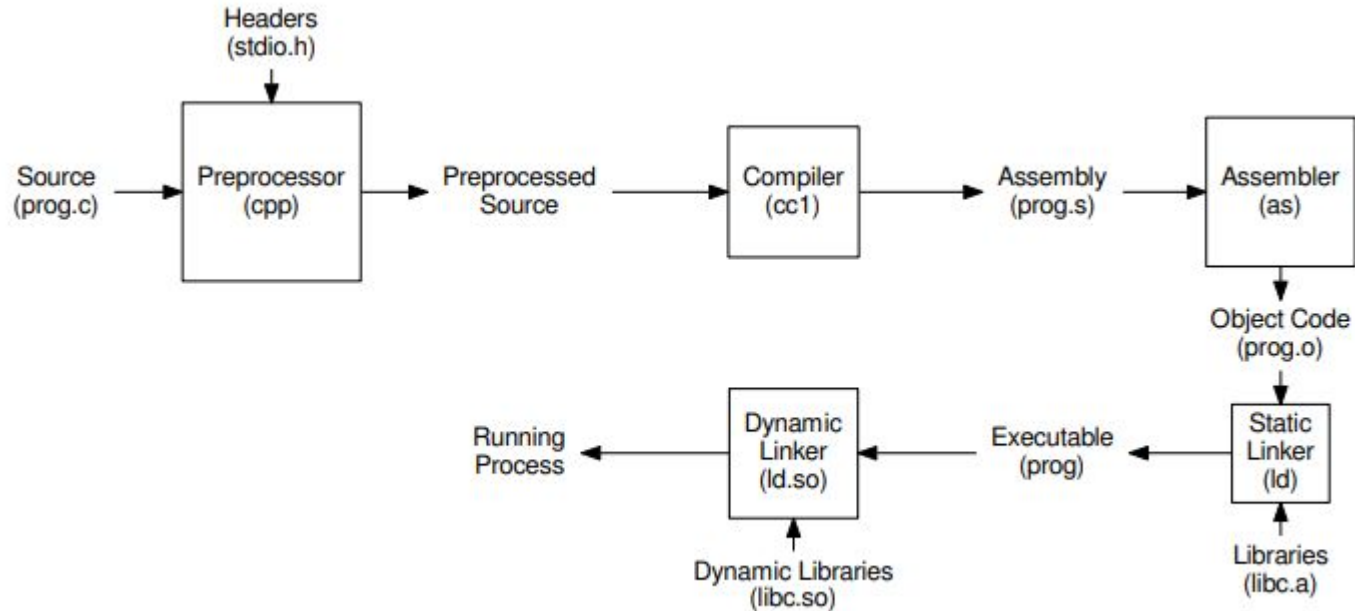 Headers
(stdio.h)
Source
(prog.c)
Preprocessor
(cpp)
Preprocessed
Source
Compiler
(cc1)
Assembly
(prog.s)
Assembler
(as)
Object Code
(prog.o)
Static
Linker
(ld)
Libraries
(libc.a)
Executable
(prog)
Dynamic
Linker
(ld.so)
Dynamic Libraries
(libc.so)
Running
Process